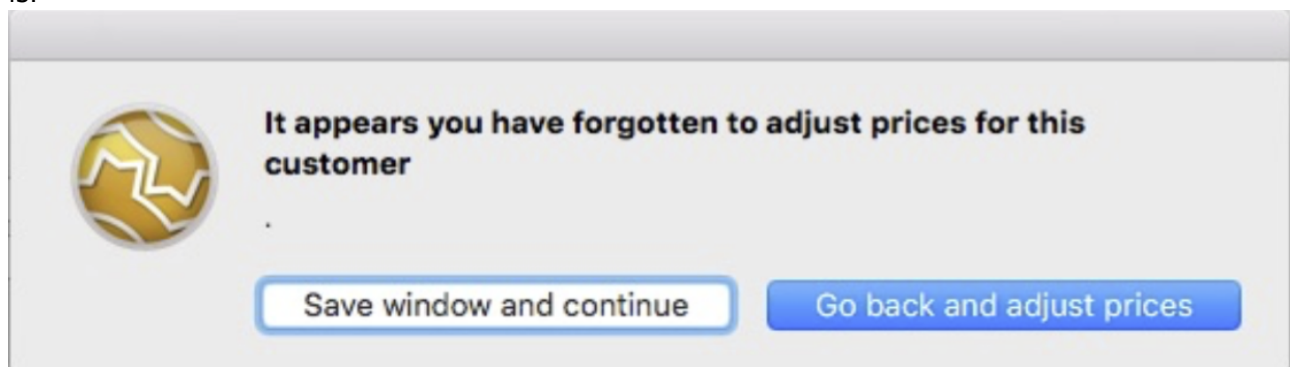 It appears you have forgotten to adjust prices for this
customer
.
Save window and continue
Go back and adjust prices